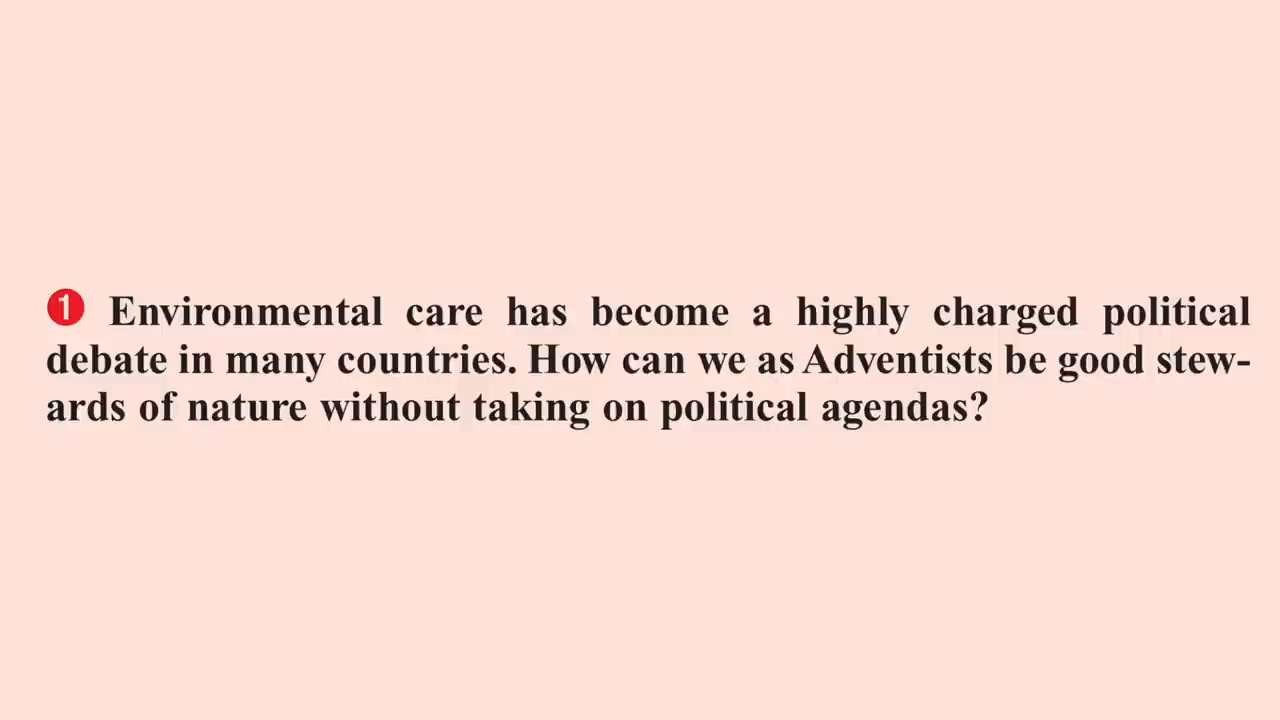 ❶ Environmental care has become a highly charged political
debate in many countries. How can we as Adventists be good stew-
ards of nature without taking on political agendas?